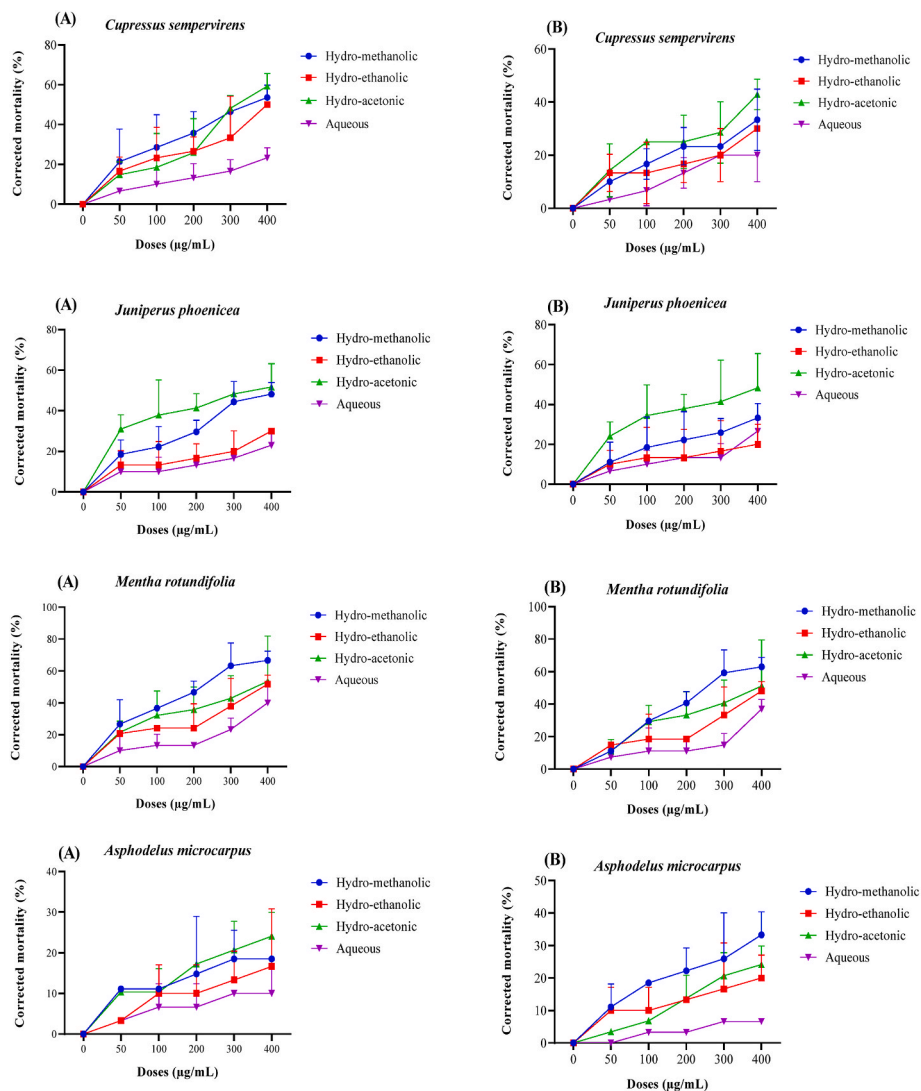 (A)
Cupressus sempervirens
Corrected mortality (%)
80
60
40
20
0
0 50 100 200 300 400
Doses (µg/mL)
Hydro-methanolic
Hydro-ethanolic
Hydro-acetonic
Aqueous
(B)
Cupressus sempervirens
Corrected mortality (%)
60
40
20
0
0 50 100 200 300 400
Doses (µg/mL)
Hydro-methanolic
Hydro-ethanolic
Hydro-acetonic
Aqueous
(A)
Juniperus phoenicea
Corrected mortality (%)
80
60
40
20
0
0 50 100 200 300 400
Doses (µg/mL)
Hydro-methanolic
Hydro-ethanolic
Hydro-acetonic
Aqueous
(B)
Juniperus phoenicea
Corrected mortality (%)
80
60
40
20
0
0 50 100 200 300 400
Doses (µg/mL)
Hydro-methanolic
Hydro-ethanolic
Hydro-acetonic
Aqueous
(A)
Mentha rotundifolia
Corrected mortality (%)
100
80
60
40
20
0
0 50 100 200 300 400
Doses (µg/mL)
Hydro-methanolic
Hydro-ethanolic
Hydro-acetonic
Aqueous
(B)
Mentha rotundifolia
Corrected mortality (%)
100
80
60
40
20
0
0 50 100 200 300 400
Doses (µg/mL)
Hydro-methanolic
Hydro-ethanolic
Hydro-acetonic
Aqueous
(A)
Asphodelus microcarpus
Corrected mortality (%)
40
30
20
10
0
0 50 100 200 300 400
Doses (µg/mL)
Hydro-methanolic
Hydro-ethanolic
Hydro-acetonic
Aqueous
(B)
Asphodelus microcarpus
Corrected mortality (%)
50
40
30
20
10
0
0 50 100 200 300 400
Doses (µg/mL)
Hydro-methanolic
Hydro-ethanolic
Hydro-acetonic
Aqueous